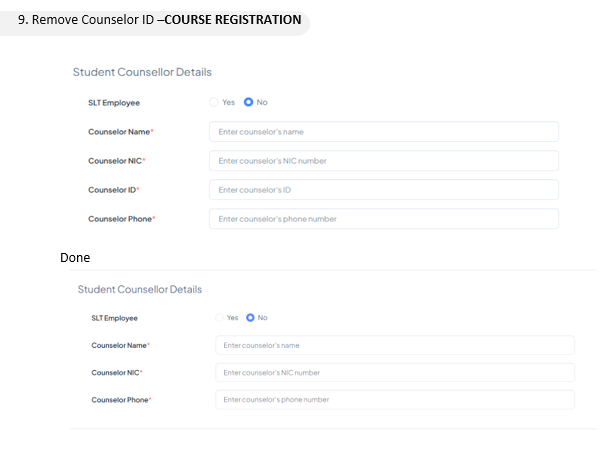 9. Remove Counselor ID –COURSE REGISTRATION
Student Counsellor Details
SLT Employee Yes No
Counselor Name* Enter counselor's name
Counselor NIC* Enter counselor's NIC number
Counselor ID* Enter counselor's ID
Counselor Phone* Enter counselor's phone number
Done
Student Counsellor Details
SLT Employee Yes No
Counselor Name* Enter counselor's name
Counselor NIC* Enter counselor's NIC number
Counselor Phone* Enter counselor's phone number